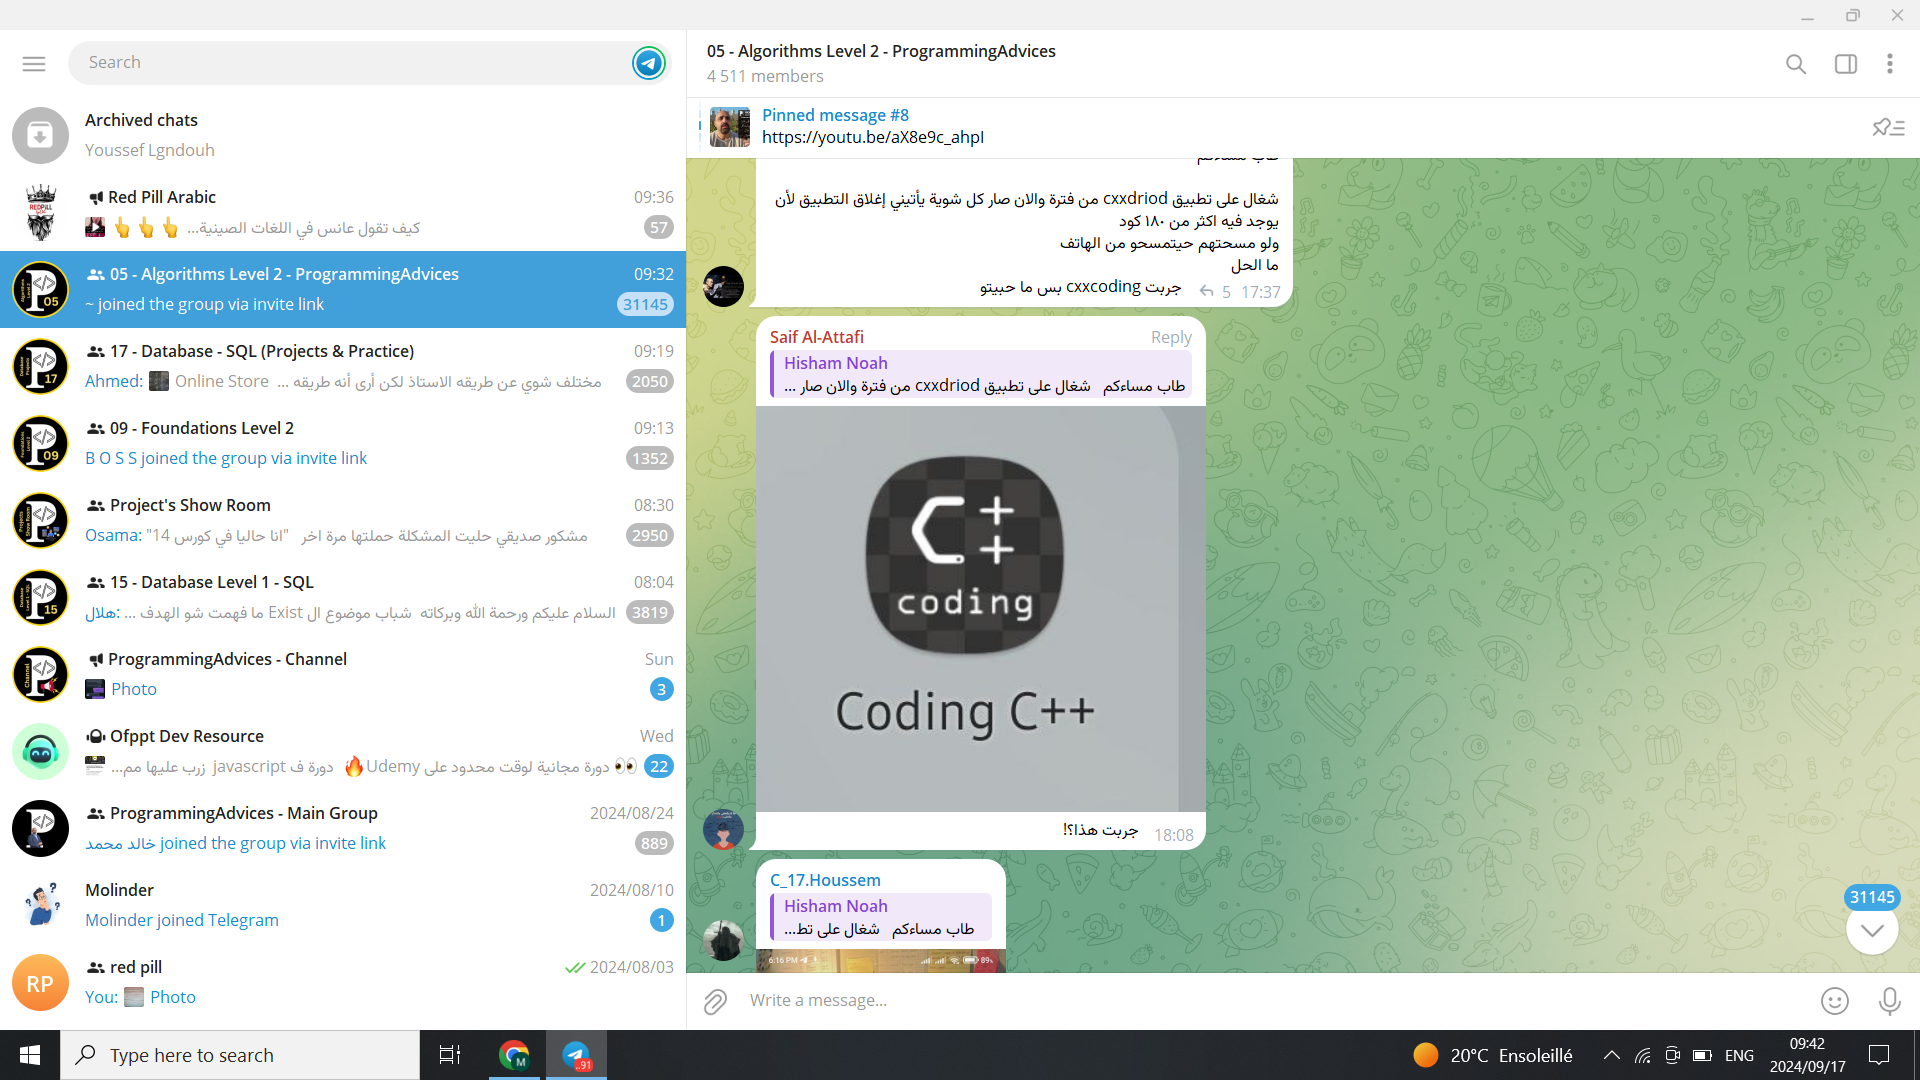 Search
Archived chats
Youssef Lgndouh
Red Pill Arabic
09:36
كيف تقول عانس في اللغات الصينية...
57
05 - Algorithms Level 2 - ProgrammingAdvices
09:32
~ joined the group via invite link
31145
17 - Database - SQL (Projects & Practice)
09:19
Ahmed: Online Store مختلف شوي عن طريقه الاستاذ لكن أرى أنه طريقه ...
2050
09 - Foundations Level 2
09:13
B O S S joined the group via invite link
1352
Project's Show Room
08:30
Osama: "انا حاليا في كورس 14" مشكور صديقي حليت المشكلة حملتها مرة اخر
2950
15 - Database Level 1 - SQL
08:04
هلال: السلام عليكم ورحمة الله وبركاته شباب موضوع ال Exist ما فهمت شو الهدف ...
3819
ProgrammingAdvices - Channel
Sun
Photo
3
Ofppt Dev Resource
Wed
دورة مجانية لوقت محدود على Udemy دورة ف javascript زرب عليها مم...
22
ProgrammingAdvices - Main Group
2024/08/24
خالد محمد joined the group via invite link
889
Molinder
2024/08/10
Molinder joined Telegram
1
RP
red pill
2024/08/03
You: Photo
05 - Algorithms Level 2 - ProgrammingAdvices
4 511 members
Pinned message #8
https://youtu.be/aX8e9c_ahpI
طاب مساءكم
شغال على تطبيق cxxdriod من فترة والان صار كل شوية يأتيني إغلاق التطبيق لأن
يوجد فيه اكثر من ١٨٠ كود
ولو مسحتهم حيتمسحو من الهاتف
ما الحل
جربت cxxcoding بس ما حبيتو
5 17:37
Saif Al-Attafi
Reply
Hisham Noah
طاب مساءكم شغال على تطبيق cxxdriod من فترة والان صار ...
C++
coding
Coding C++
جربت هذا؟!
18:08
C_17.Houssem
Hisham Noah
طاب مساءكم شغال على تط...
6:16 PM
89%
31145
Write a message...
Type here to search
..91
20°C Ensoleillé
ENG
09:42
2024/09/17